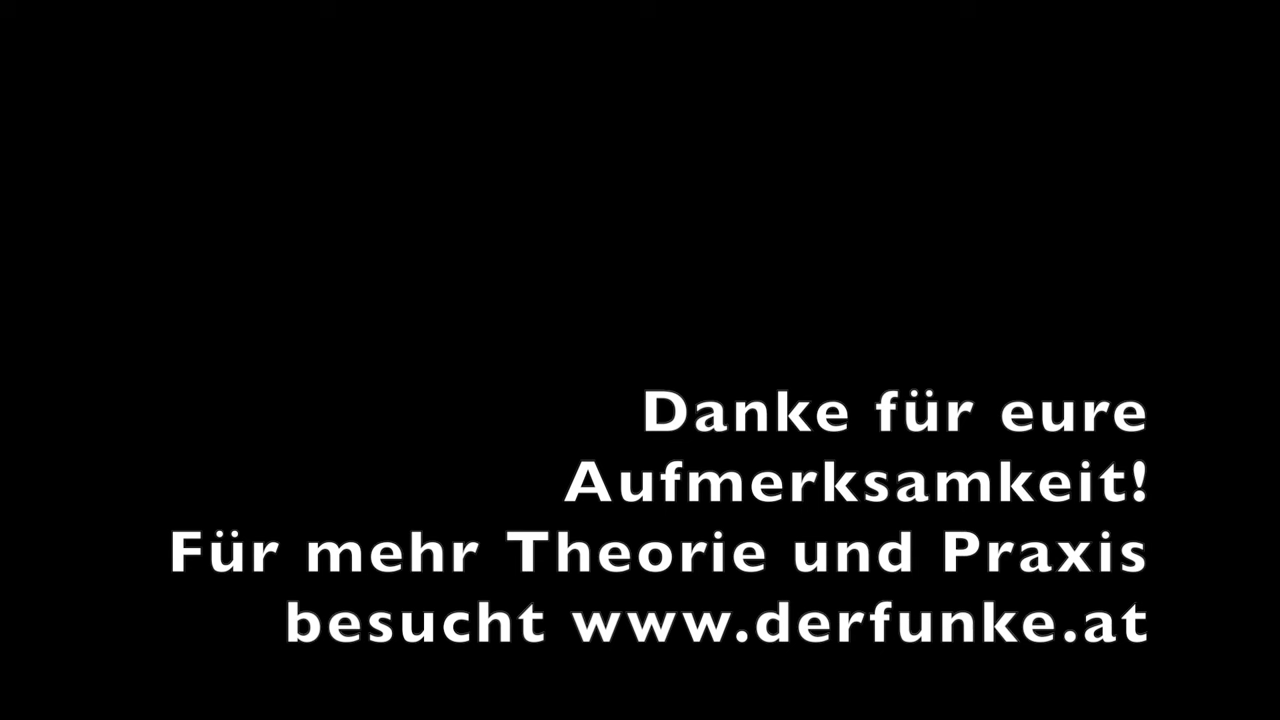 Danke für eure
Aufmerksamkeit!
Für mehr Theorie und Praxis
besucht www.derfunke.at